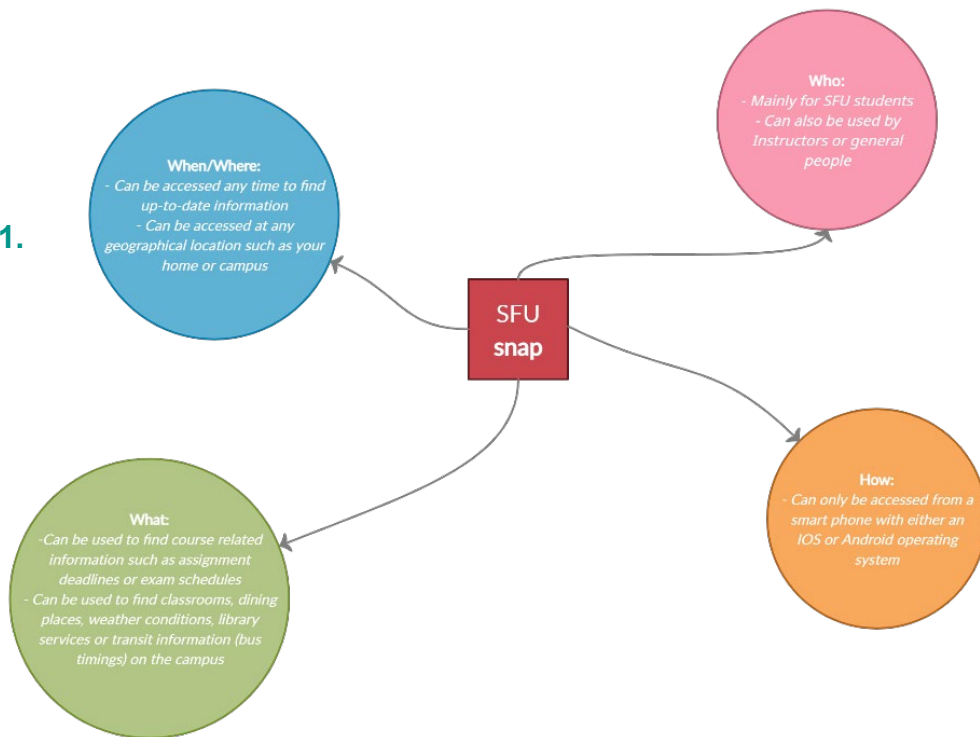 Who:
- Mainly for SFU students
- Can also be used by
Instructors or general
people
When/Where:
- Can be accessed any time to find
up-to-date information
- Can be accessed at any
geographical location such as your
home or campus
1.
SFU
snap
How:
- Can only be accessed from a
smart phone with either an
IOS or Android operating
system
What:
-Can be used to find course related
information such as assignment
deadlines or exam schedules
- Can be used to find classrooms, dining
places, weather conditions, library
services or transit information (bus
timings) on the campus